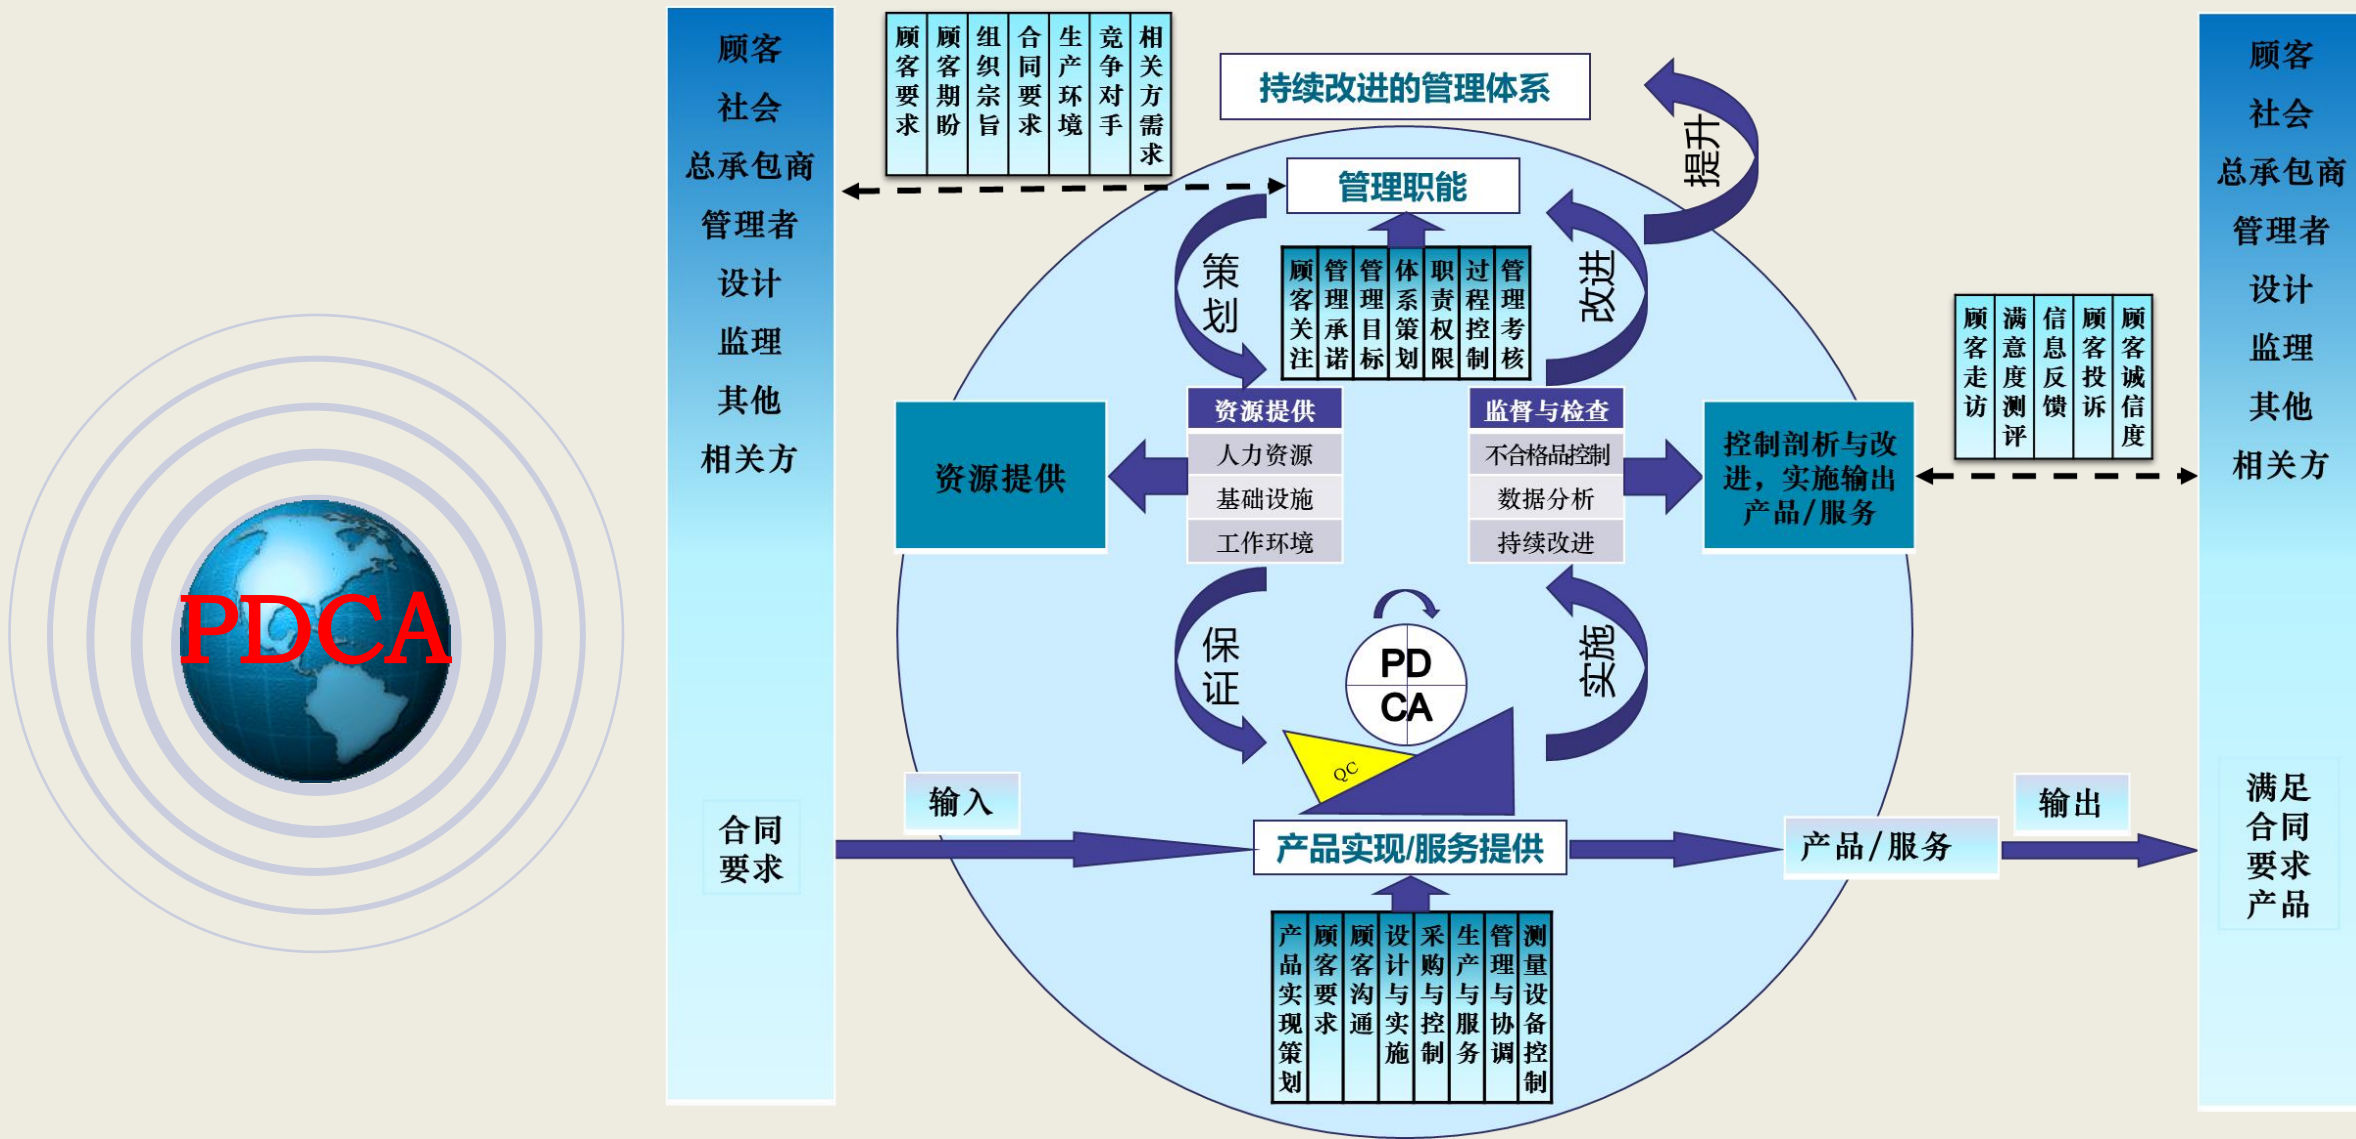 PDCA
顾客
社会
总承包商
管理者
设计
监理
其他
相关方
合同
要求
顾客要求
顾客期盼
组织宗旨
合同要求
生产环境
竞争对手
相关方需求
持续改进的管理体系
提升
管理职能
策划
改进
顾客关注
管理承诺
管理目标
体系策划
职责权限
过程控制
管理考核
资源提供
资源提供
人力资源
基础设施
工作环境
监督与检查
不合格品控制
数据分析
持续改进
控制剖析与改
进，实施输出
产品/服务
顾客走访
满意度测评
信息反馈
顾客投诉
顾客诚信度
保证
实施
PD
CA
QC
输入
产品实现/服务提供
产品/服务
输出
产品实现策划
顾客要求
顾客沟通
设计与实施
采购与控制
生产与服务
管理与协调
测量设备控制
顾客
社会
总承包商
管理者
设计
监理
其他
相关方
满足
合同
要求
产品